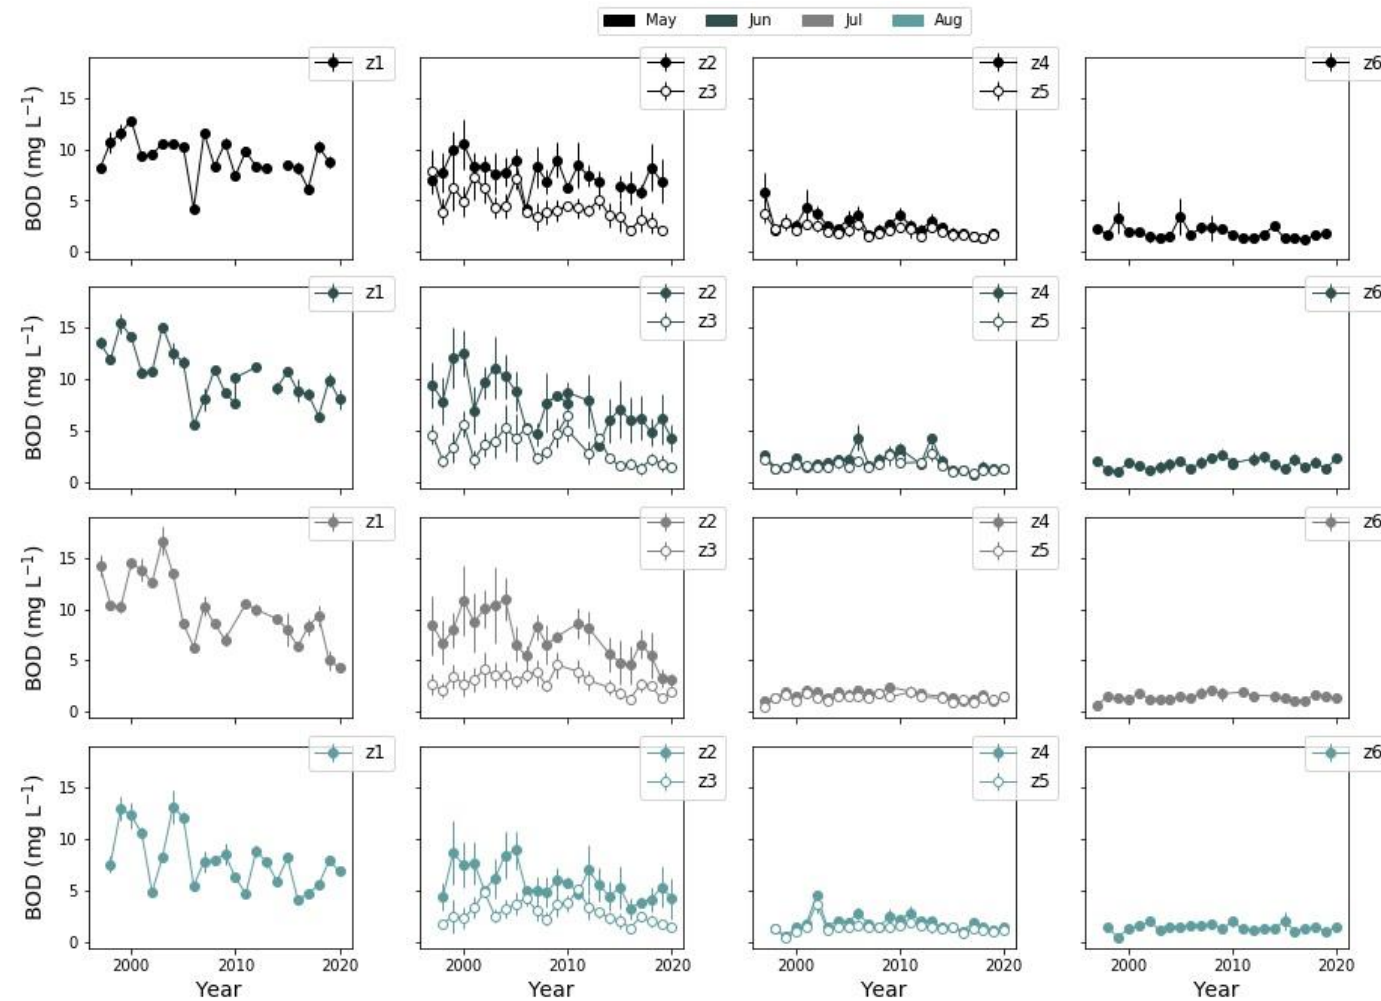 May Jun Jul Aug
z1 z2 z4 z6
z3 z5
BOD (mg L⁻¹)
15
10
5
0
z1 z2 z4 z6
z3 z5
BOD (mg L⁻¹)
15
10
5
0
z1 z2 z4 z6
z3 z5
BOD (mg L⁻¹)
15
10
5
0
z1 z2 z4 z6
z3 z5
BOD (mg L⁻¹)
15
10
5
0
2000 2010 2020 2000 2010 2020 2000 2010 2020 2000 2010 2020
Year Year Year Year